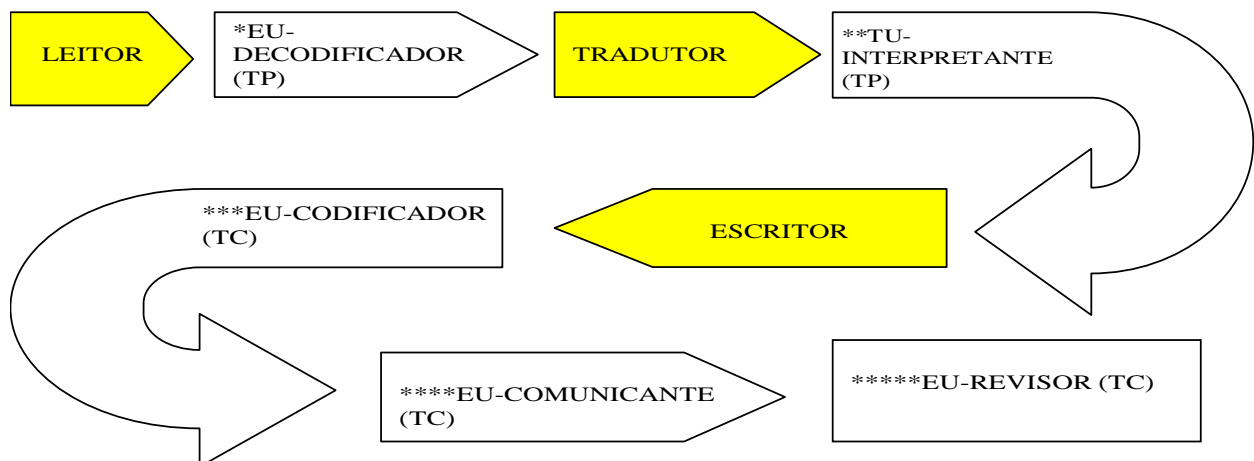 LEITOR
*EU-
DECODIFICADOR
(TP)
TRADUTOR
**TU-
INTERPRETANTE
(TP)
ESCRITOR
***EU-CODIFICADOR
(TC)
****EU-COMUNICANTE
(TC)
*****EU-REVISOR (TC)